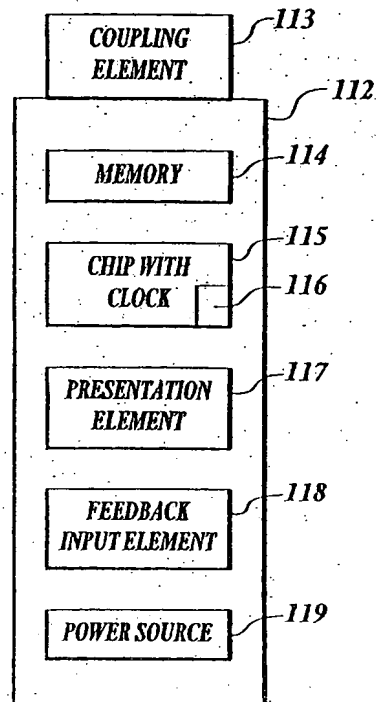 COUPLING
ELEMENT
113
112
MEMORY
114
CHIP WITH
CLOCK
115
116
PRESENTATION
ELEMENT
117
FEEDBACK
INPUT ELEMENT
118
POWER SOURCE
119